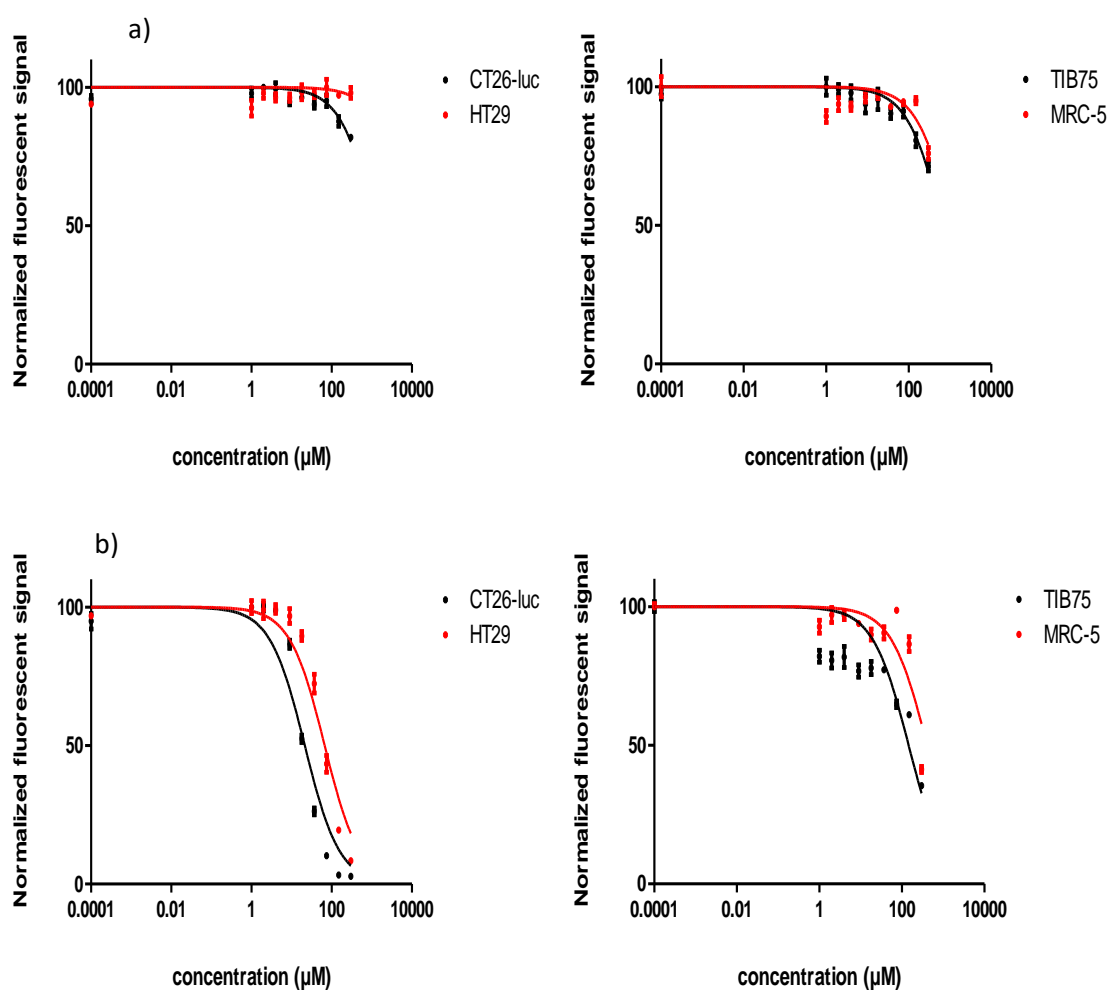 a)
Normalized fluorescent signal
100
50
0
0.0001 0.01 1 100 10000
concentration (µM)
CT26-luc
HT29
Normalized fluorescent signal
100
50
0
0.0001 0.01 1 100 10000
concentration (µM)
TIB75
MRC-5
b)
Normalized fluorescent signal
100
50
0
0.0001 0.01 1 100 10000
concentration (µM)
CT26-luc
HT29
Normalized fluorescent signal
100
50
0
0.0001 0.01 1 100 10000
concentration (µM)
TIB75
MRC-5